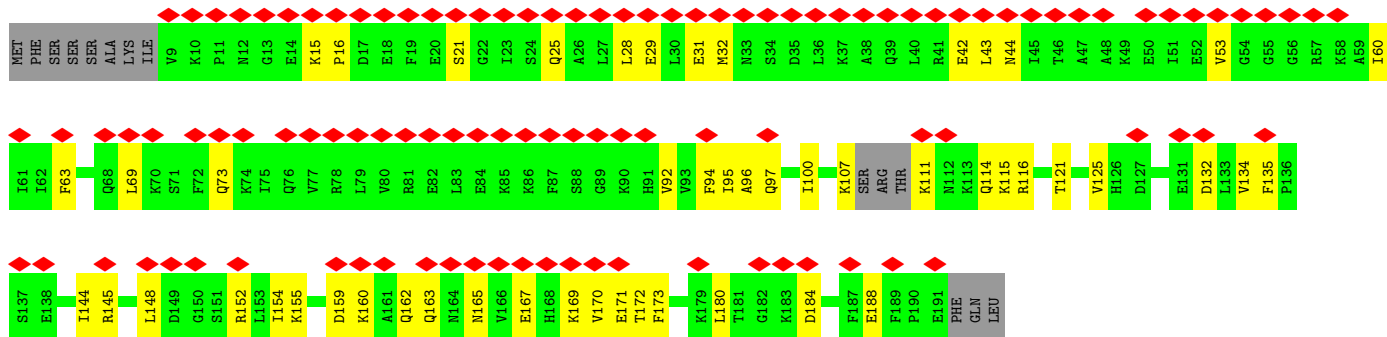 MET PHE SER SER SER ALA LYS ILE V9 K10 P11 N12 G13 E14 K15 P16 D17 E18 F19 E20 S21 G22 I23 S24 Q25 A26 L27 L28 E29 L30 E31 M32 N33 S34 D35 L36 K37 A38 Q39 L40 R41 E42 L43 N44 I45 T46 A47 A48 K49 E50 I51 E52 V53 G54 G55 G56 R57 K58 A59 I60
I61 I62 F63 Q68 L69 K70 S71 F72 Q73 K74 I75 Q76 V77 R78 L79 V80 R81 E82 L83 E84 K85 K86 F87 S88 G89 K90 H91 V92 V93 F94 I95 A96 Q97 I100 K107 SER ARG THR K111 N112 K113 Q114 K115 R116 T121 V125 H126 D127 E131 D132 L133 V134 F135 P136
S137 E138 I144 R145 L148 D149 G150 S151 R152 L153 I154 K155 D159 K160 A161 Q162 Q163 N164 N165 V166 E167 H168 K169 V170 E171 T172 F173 K179 L180 T181 G182 K183 D184 F187 E188 F189 P190 E191 PHE GLN LEU